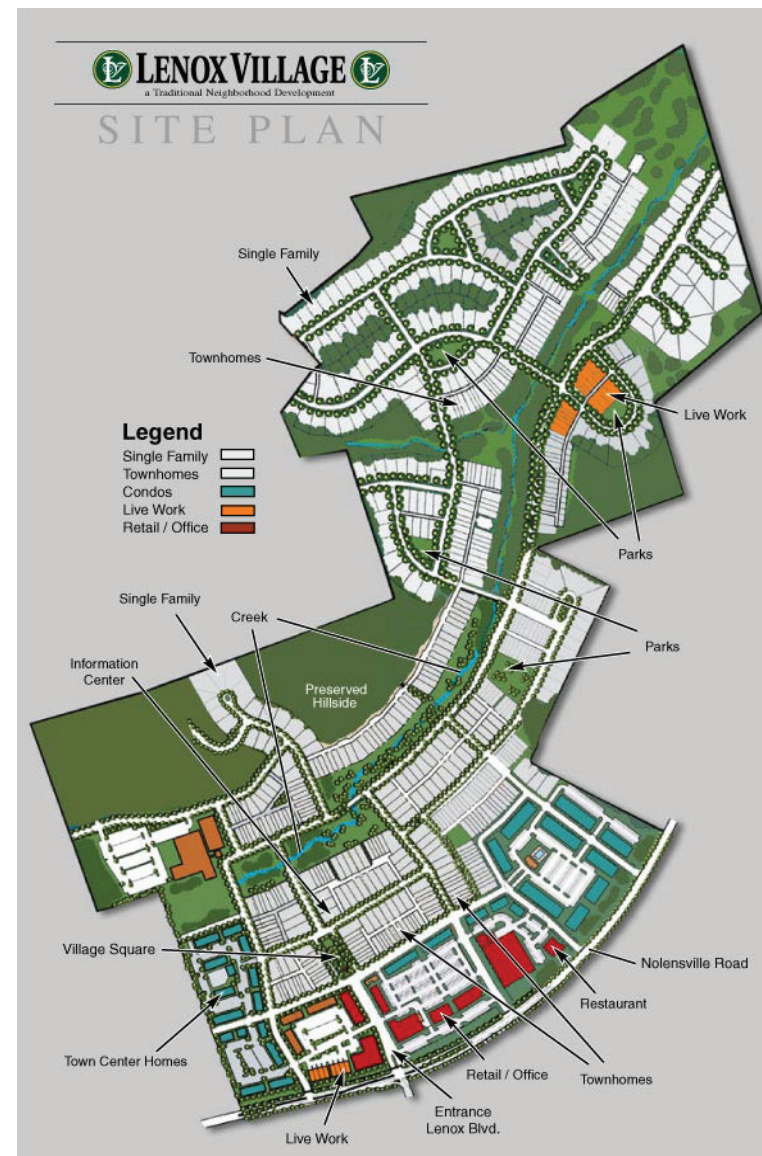 LENOX VILLAGE
a Traditional Neighborhood Development
SITE PLAN
Single Family
Townhomes
Live Work
Legend
Single Family
Townhomes
Condos
Live Work
Retail / Office
Parks
Single Family
Creek
Information
Center
Parks
Preserved
Hillside
Village Square
Nolensville Road
Restaurant
Town Center Homes
Retail / Office
Townhomes
Entrance
Lenox Blvd.
Live Work